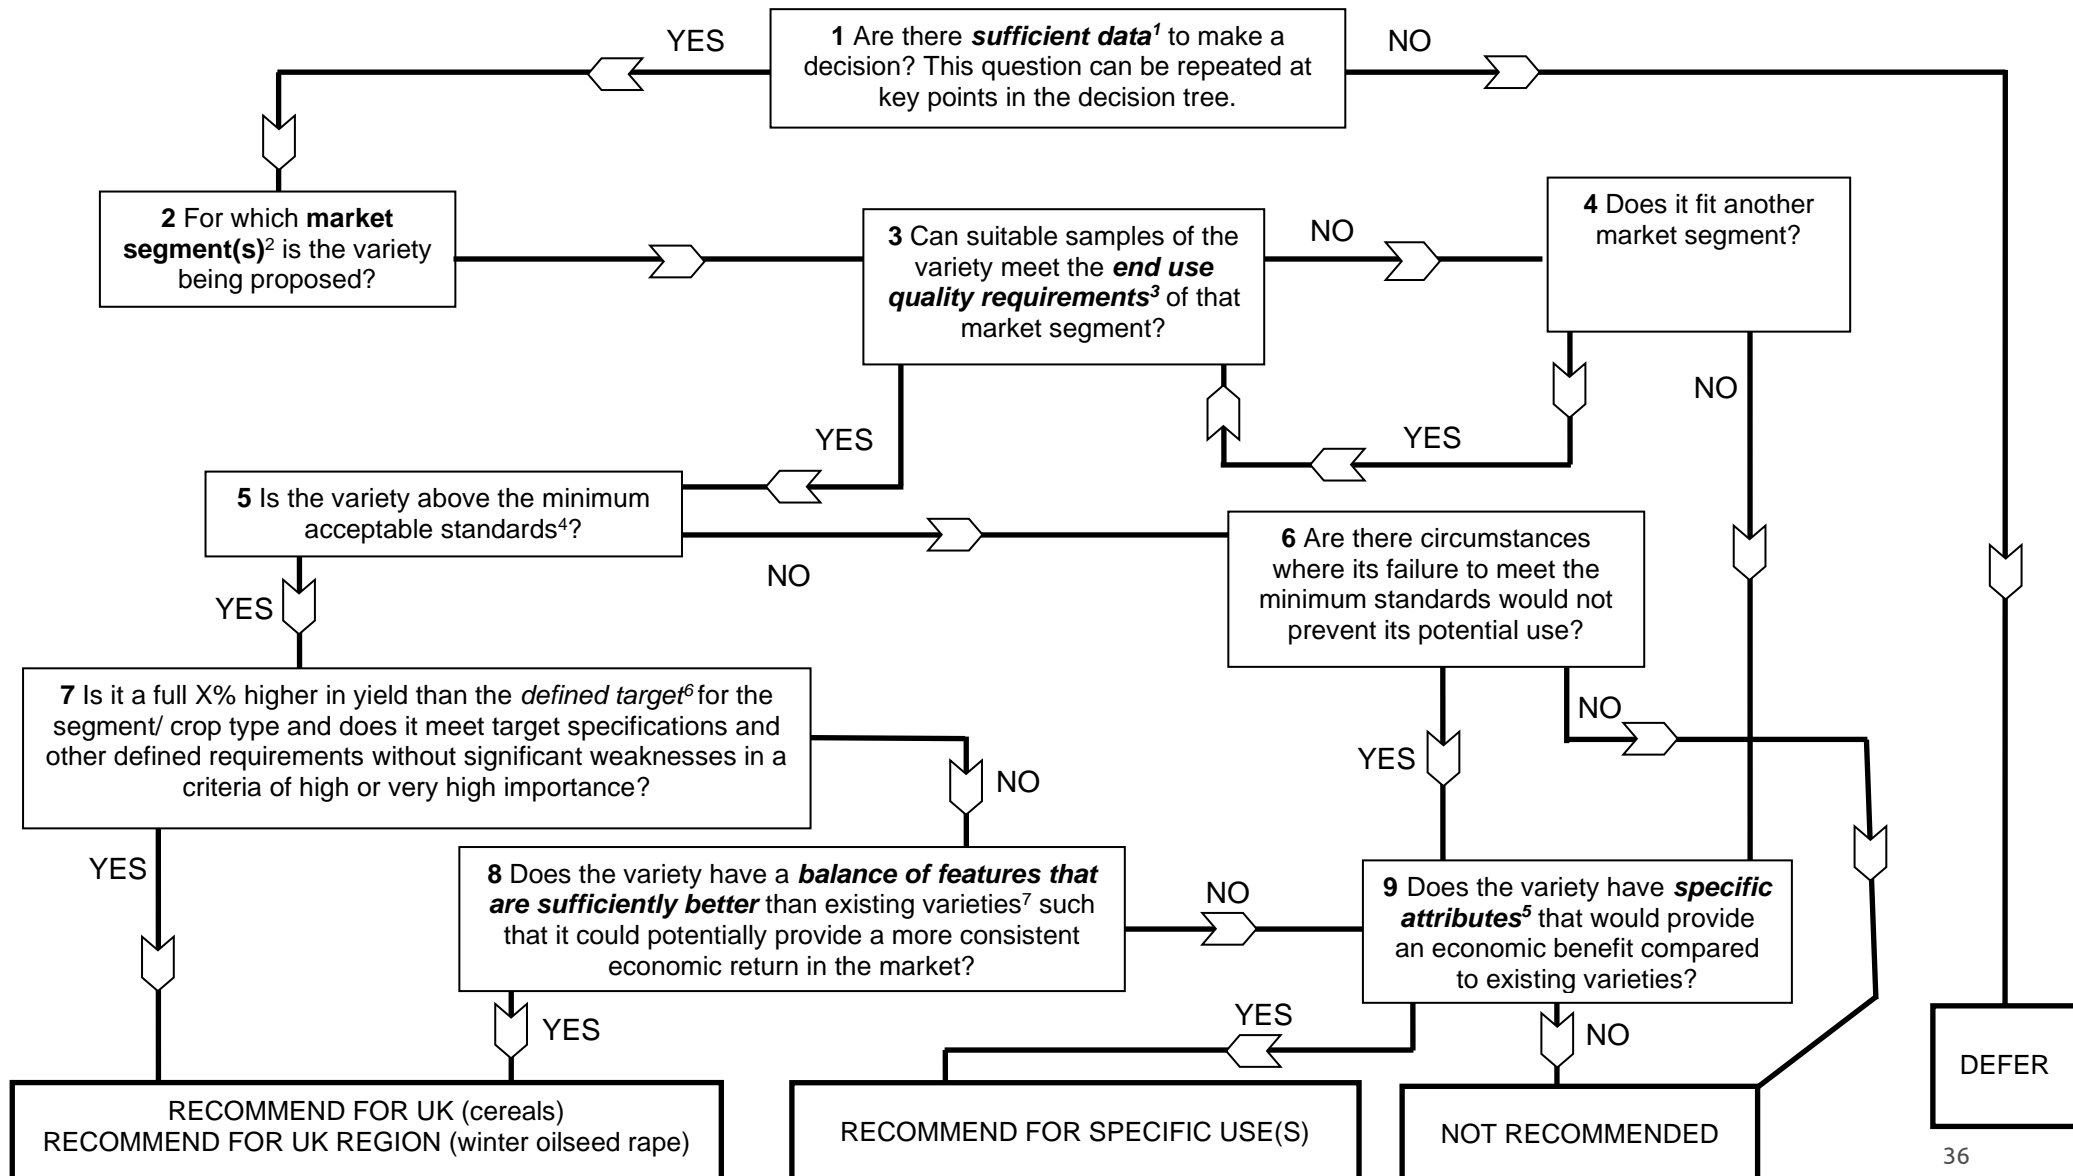 YES
1 Are there sufficient data¹ to make a
decision? This question can be repeated at
key points in the decision tree.
NO
2 For which market
segment(s)² is the variety
being proposed?
3 Can suitable samples of the
variety meet the end use
quality requirements³ of that
market segment?
NO
4 Does it fit another
market segment?
NO
YES
YES
5 Is the variety above the minimum
acceptable standards⁴?
NO
YES
6 Are there circumstances
where its failure to meet the
minimum standards would not
prevent its potential use?
7 Is it a full X% higher in yield than the defined target⁶ for the
segment/ crop type and does it meet target specifications and
other defined requirements without significant weaknesses in a
criteria of high or very high importance?
NO
YES
NO
YES
8 Does the variety have a balance of features that
are sufficiently better than existing varieties⁷ such
that it could potentially provide a more consistent
economic return in the market?
NO
9 Does the variety have specific
attributes⁵ that would provide
an economic benefit compared
to existing varieties?
YES
YES
NO
RECOMMEND FOR UK (cereals)
RECOMMEND FOR UK REGION (winter oilseed rape)
RECOMMEND FOR SPECIFIC USE(S)
NOT RECOMMENDED
DEFER
36